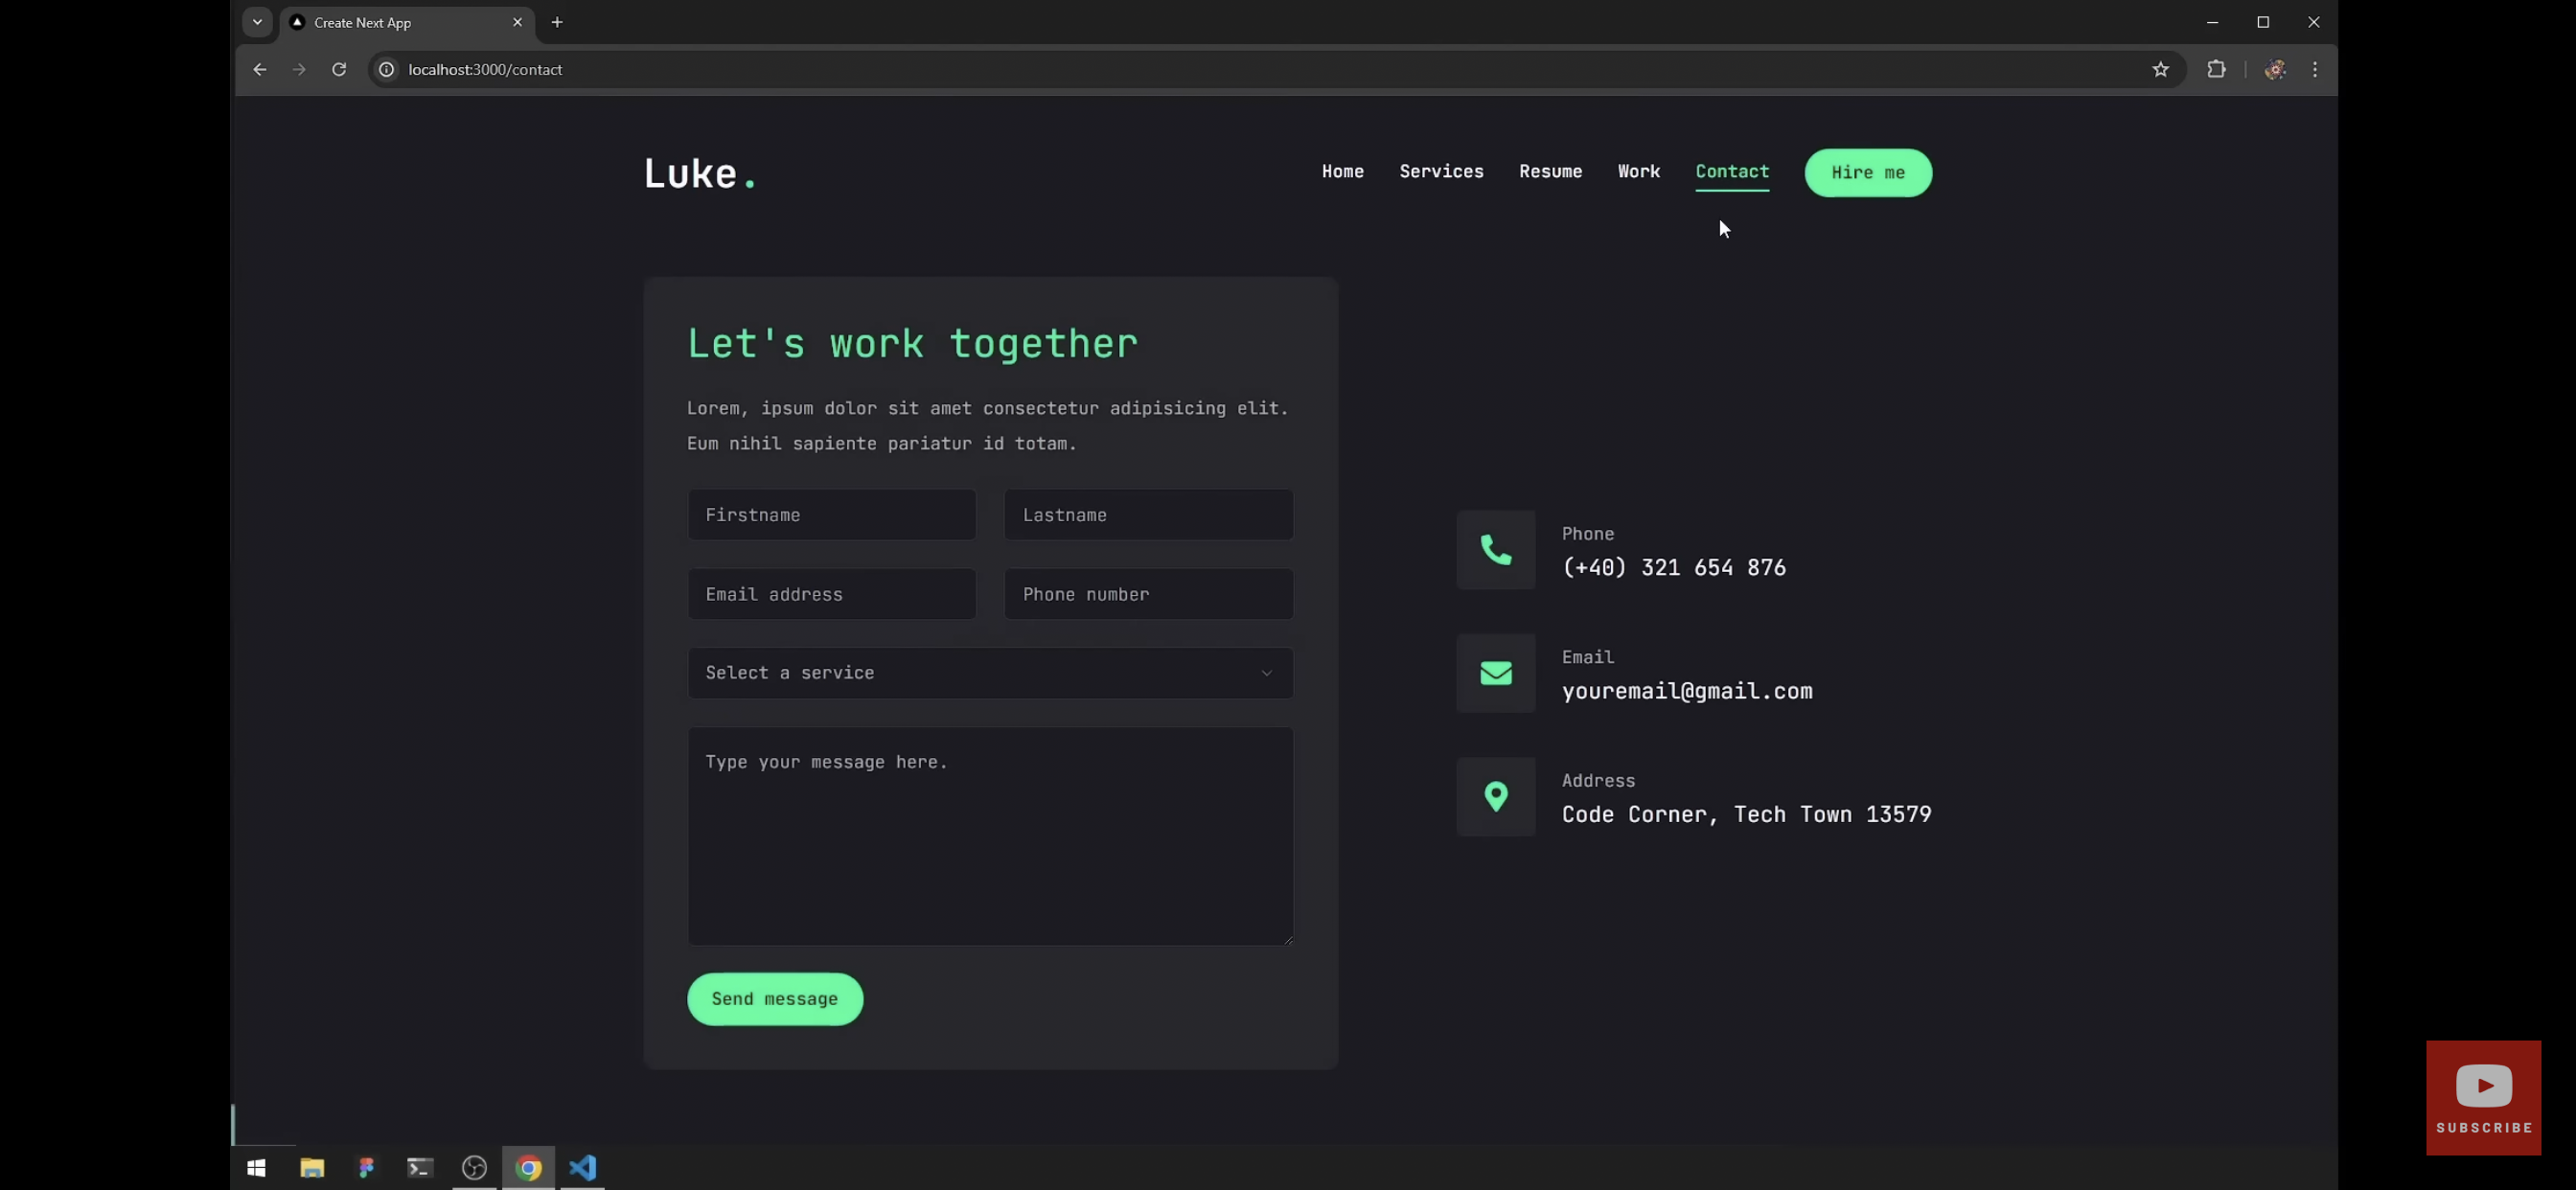 Create Next App
localhost:3000/contact
Luke.
Home Services Resume Work Contact Hire me
Let's work together
Lorem, ipsum dolor sit amet consectetur adipisicing elit.
Eum nihil sapiente pariatur id totam.
Firstname Lastname
Email address Phone number
Select a service
Type your message here.
Send message
Phone
(+40) 321 654 876
Email
youremail@gmail.com
Address
Code Corner, Tech Town 13579
SUBSCRIBE